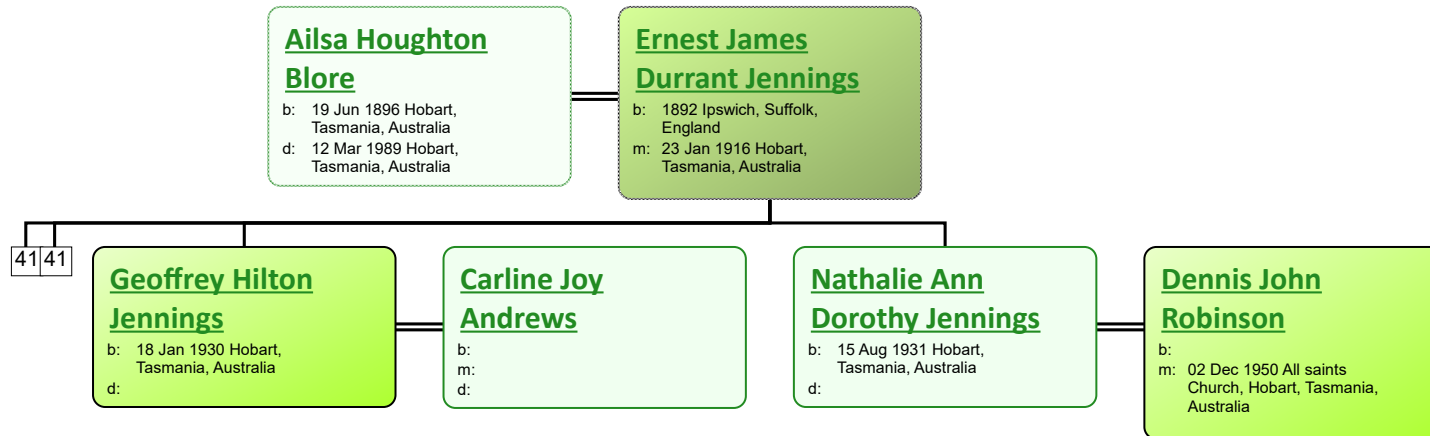 Ailsa Houghton
Blore
b: 19 Jun 1896 Hobart,
Tasmania, Australia
d: 12 Mar 1989 Hobart,
Tasmania, Australia
Ernest James
Durrant Jennings
b: 1892 Ipswich, Suffolk,
England
m: 23 Jan 1916 Hobart,
Tasmania, Australia
41 41
Geoffrey Hilton
Jennings
b: 18 Jan 1930 Hobart,
Tasmania, Australia
d:
Carline Joy
Andrews
b:
m:
d:
Nathalie Ann
Dorothy Jennings
b: 15 Aug 1931 Hobart,
Tasmania, Australia
d:
Dennis John
Robinson
b:
m: 02 Dec 1950 All saints
Church, Hobart, Tasmania,
Australia